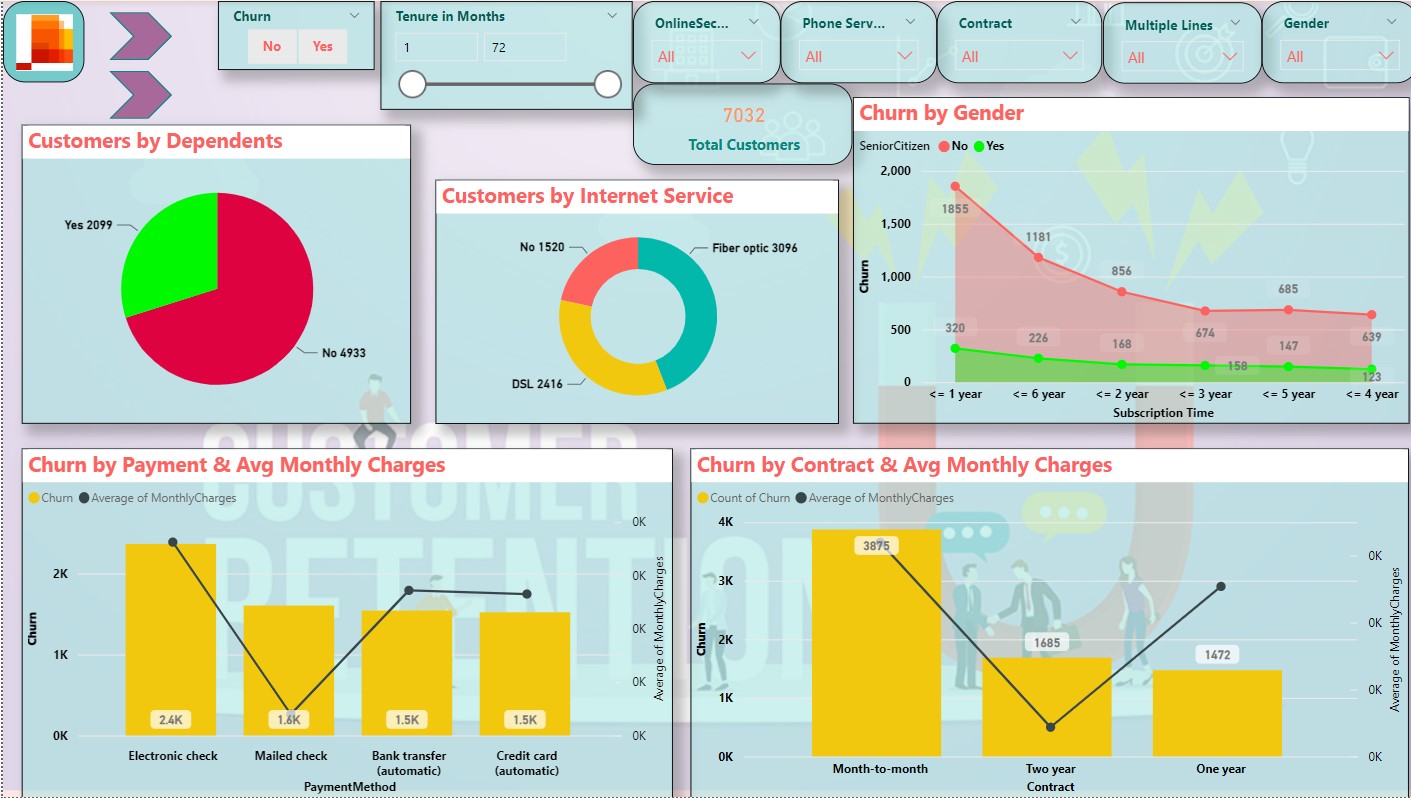 Churn
No Yes
Tenure in Months
1 72
OnlineSec...
All
Phone Serv...
All
Contract
All
Multiple Lines
All
Gender
All
7032
Total Customers
Customers by Dependents
Yes 2099
No 4933
Customers by Internet Service
No 1520
Fiber optic 3096
DSL 2416
Churn by Gender
SeniorCitizen No Yes
2,000
1,500
1,000
500
0
Churn
1855
1181
856
674
685
639
320
226
168
158
147
123
<= 1 year <= 6 year <= 2 year <= 3 year <= 5 year <= 4 year
Subscription Time
CUSTOMER
RETENTION
Churn by Payment & Avg Monthly Charges
Churn Average of MonthlyCharges
2K
1K
0K
Churn
2.4K 1.6K 1.5K 1.5K
0K
0K
0K
0K
0K
Average of MonthlyCharges
Electronic check Mailed check Bank transfer Credit card
(automatic) (automatic)
PaymentMethod
Churn by Contract & Avg Monthly Charges
Count of Churn Average of MonthlyCharges
4K
3K
2K
1K
0K
Churn
3875
1685
1472
0K
0K
0K
0K
Average of MonthlyCharges
Month-to-month Two year One year
Contract